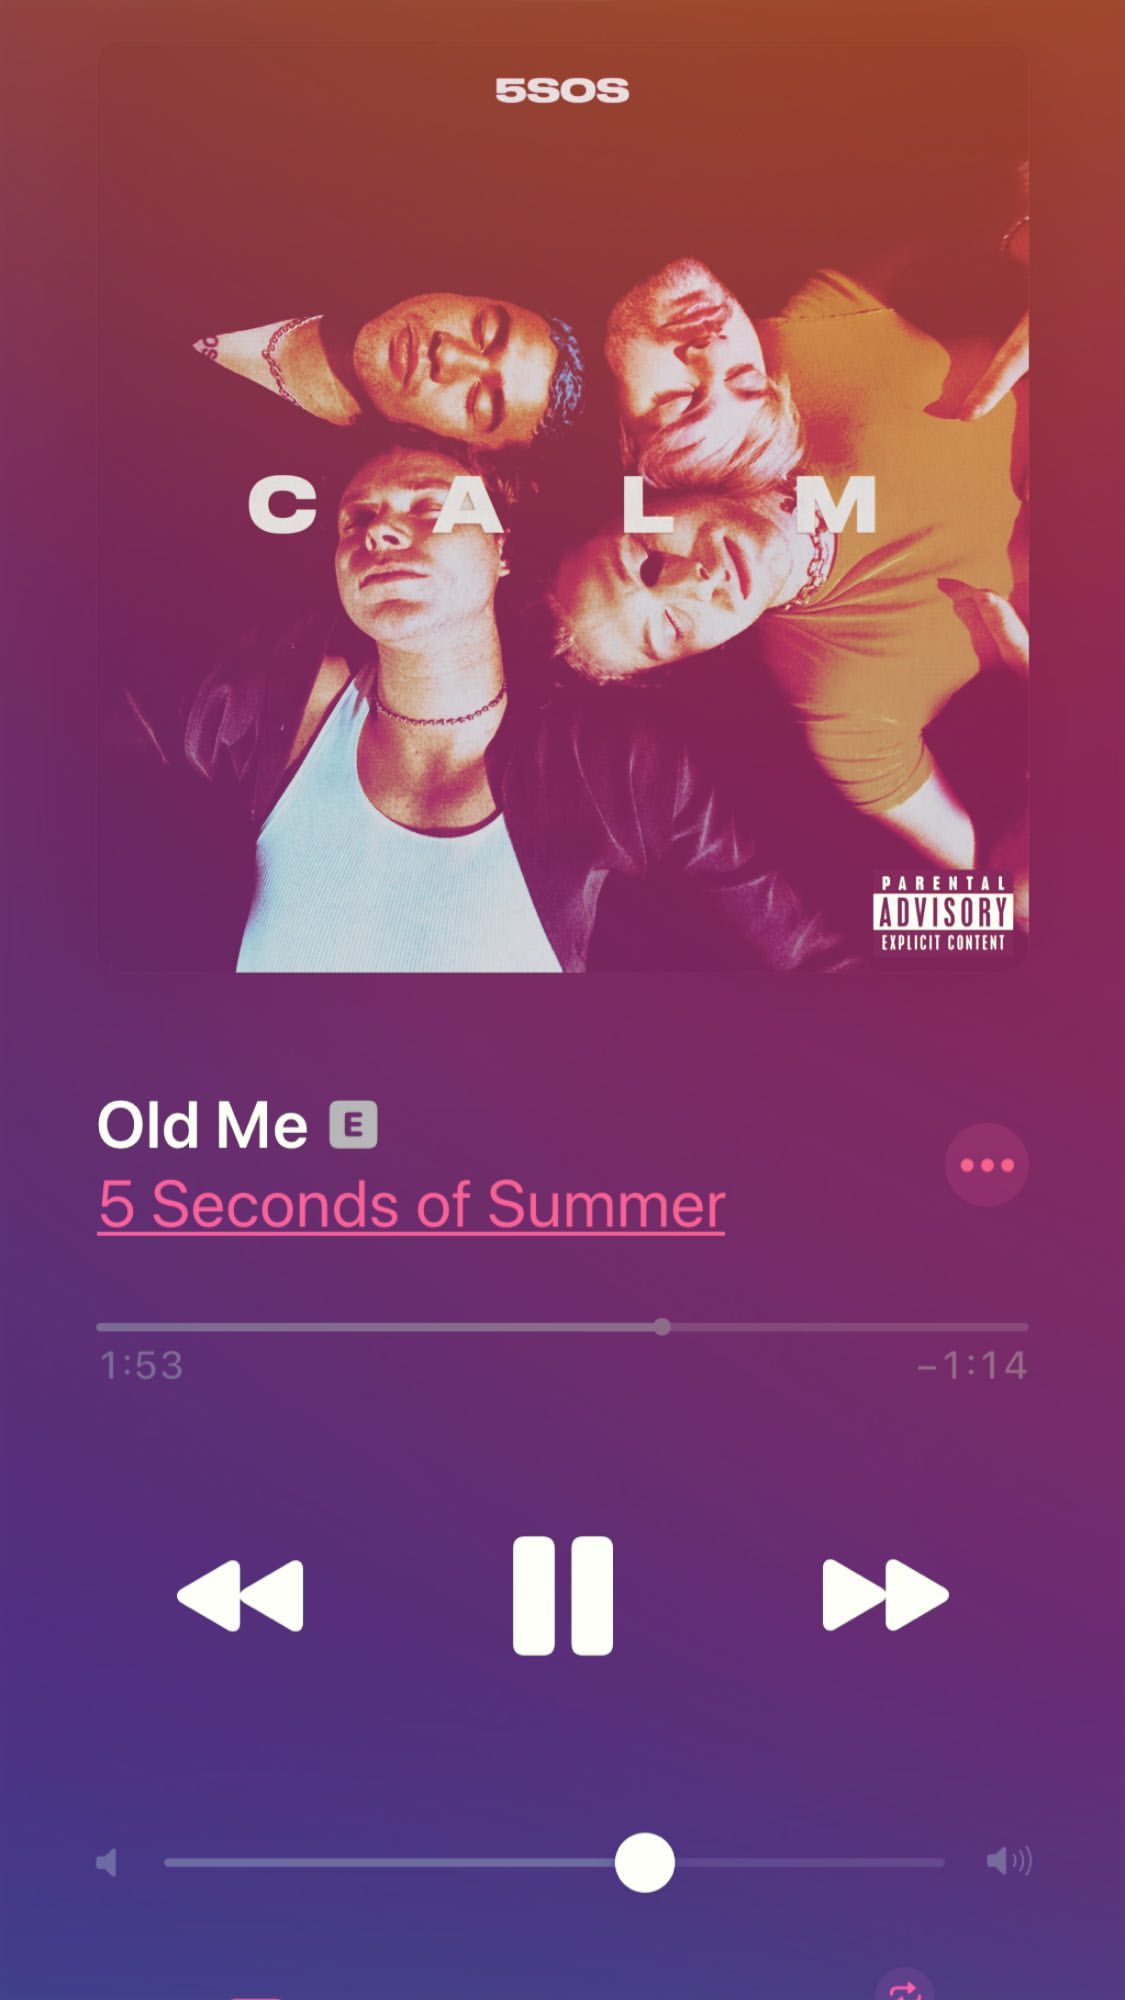 5SOS
C A L M
PARENTAL
ADVISORY
EXPLICIT CONTENT
Old Me E
5 Seconds of Summer
1:53 -1:14